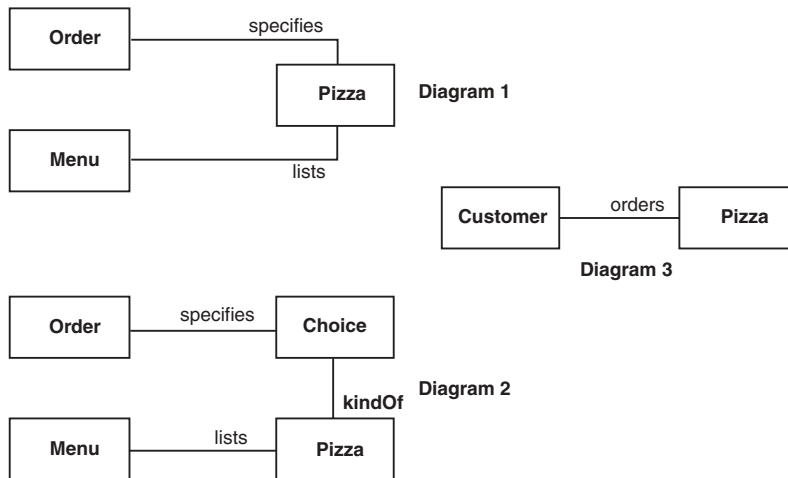 specifies
Order
Pizza
Diagram 1
Menu
lists
Customer
orders
Pizza
Diagram 3
Order
specifies
Choice
kindOf
Diagram 2
Menu
lists
Pizza